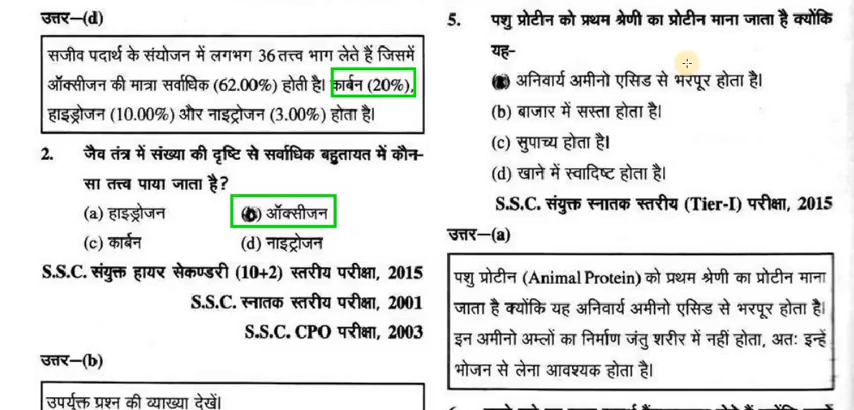 उत्तर–(d)
सजीव पदार्थ के संयोजन में लगभग 36 तत्त्व भाग लेते हैं जिसमें
ऑक्सीजन की मात्रा सर्वाधिक (62.00%) होती है। कार्बन (20%),
हाइड्रोजन (10.00%) और नाइट्रोजन (3.00%) होता है।
2. जैव तंत्र में संख्या की दृष्टि से सर्वाधिक बहुतायत में कौन-
सा तत्त्व पाया जाता है?
(a) हाइड्रोजन (b) ऑक्सीजन
(c) कार्बन (d) नाइट्रोजन
S.S.C. संयुक्त हायर सेकण्डरी (10+2) स्तरीय परीक्षा, 2015
S.S.C. स्नातक स्तरीय परीक्षा, 2001
S.S.C. CPO परीक्षा, 2003
उत्तर–(b)
उपर्युक्त प्रश्न की व्याख्या देखें।
5. पशु प्रोटीन को प्रथम श्रेणी का प्रोटीन माना जाता है क्योंकि
यह-
(a) अनिवार्य अमीनो एसिड से भरपूर होता है।
(b) बाजार में सस्ता होता है।
(c) सुपाच्य होता है।
(d) खाने में स्वादिष्ट होता है।
S.S.C. संयुक्त स्नातक स्तरीय (Tier-I) परीक्षा, 2015
उत्तर–(a)
पशु प्रोटीन (Animal Protein) को प्रथम श्रेणी का प्रोटीन माना
जाता है क्योंकि यह अनिवार्य अमीनो एसिड से भरपूर होता है।
इन अमीनो अम्लों का निर्माण जंतु शरीर में नहीं होता, अतः इन्हें
भोजन से लेना आवश्यक होता है।